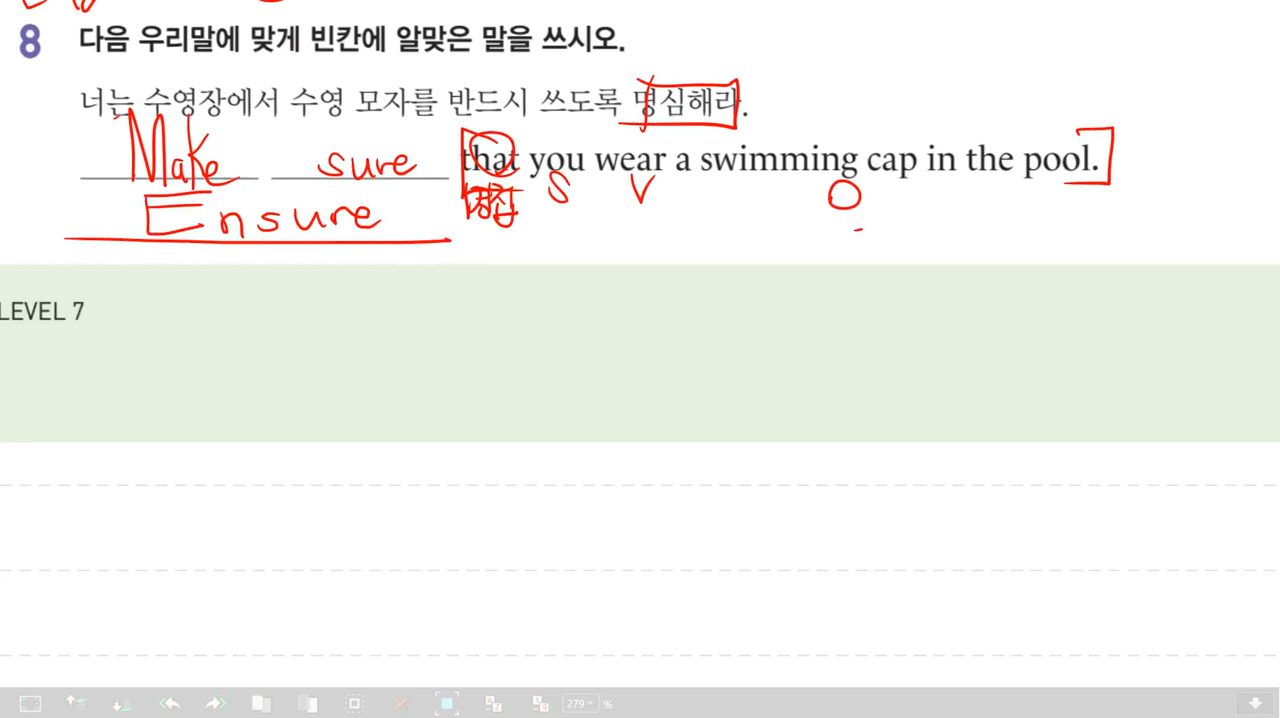 8 다음 우리말에 맞게 빈칸에 알맞은 말을 쓰시오.
너는 수영장에서 수영 모자를 반드시 쓰도록 명심해라.
Make sure that you wear a swimming cap in the pool.
Ensure 명접 S V O
LEVEL 7
279 %